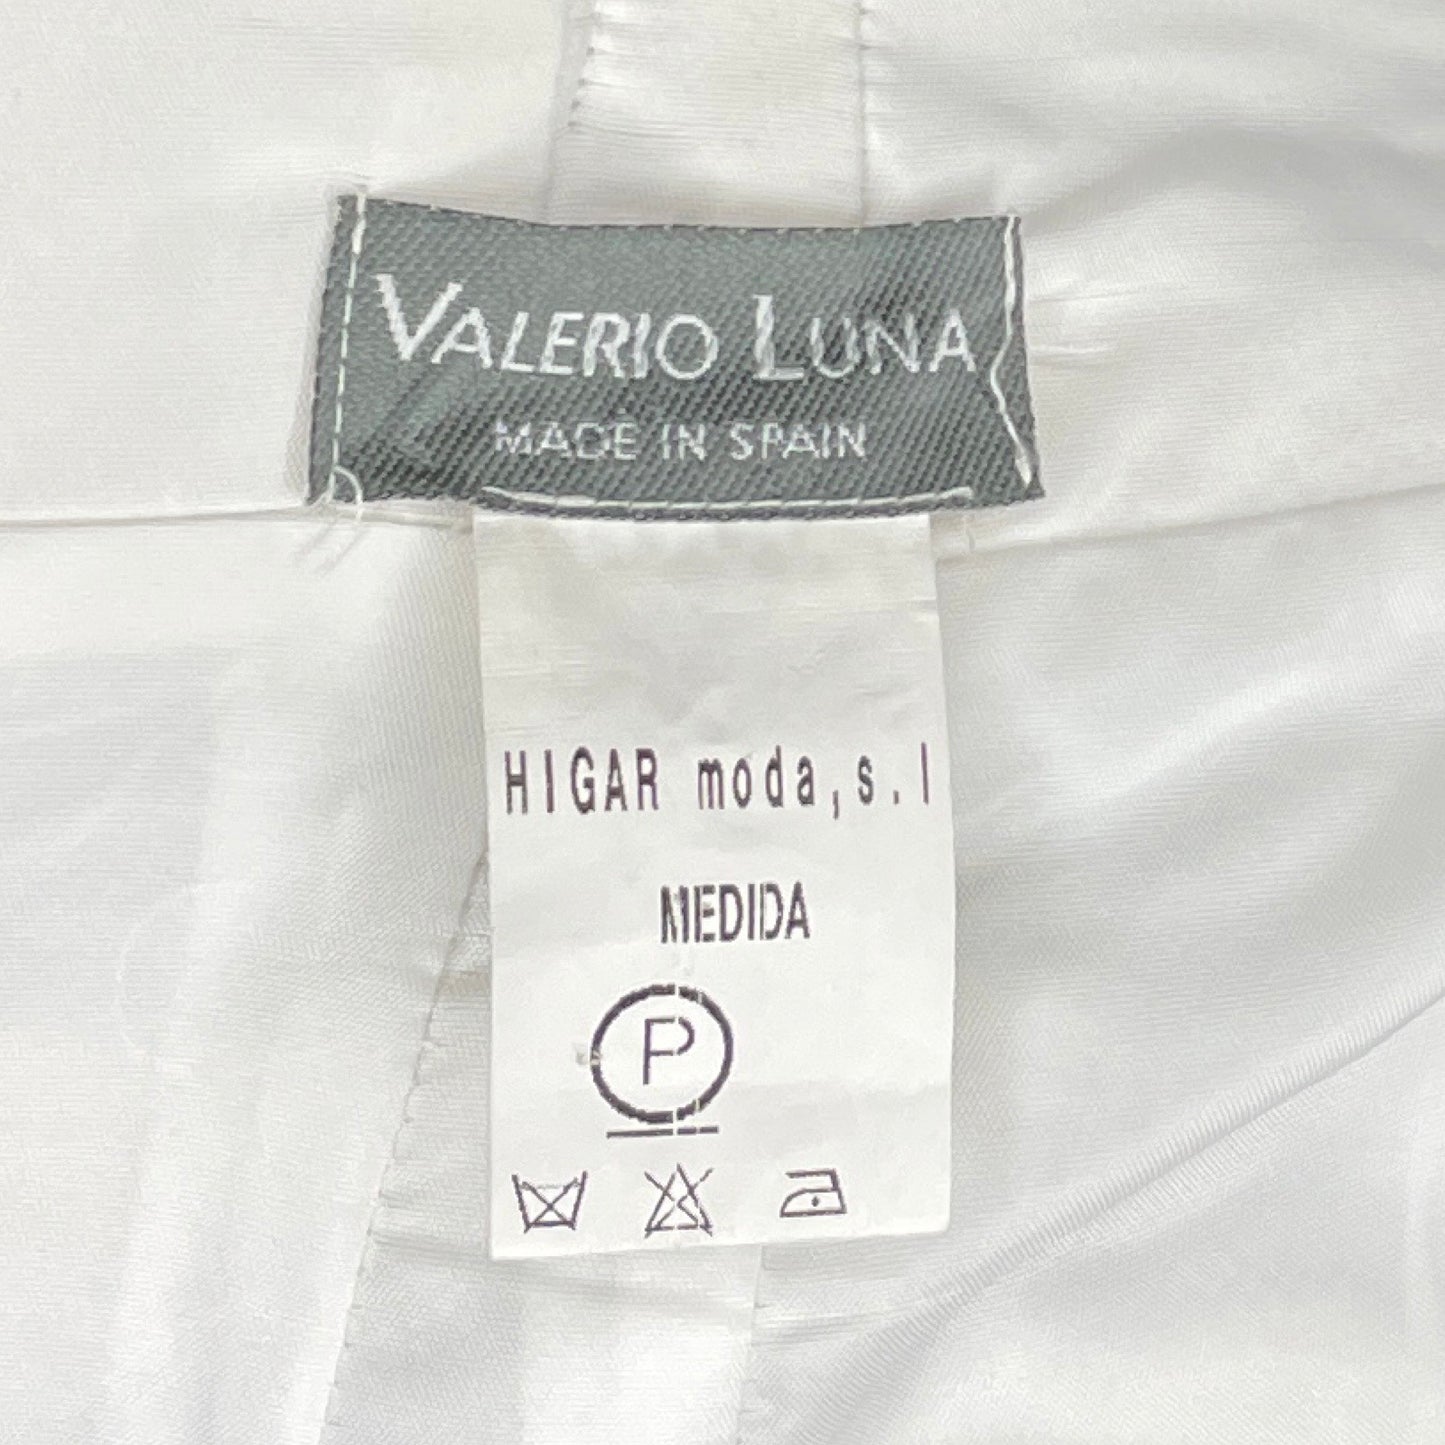 VALERIO LUNA
MADE IN SPAIN
HIGAR moda,s.l
MEDIDA
P